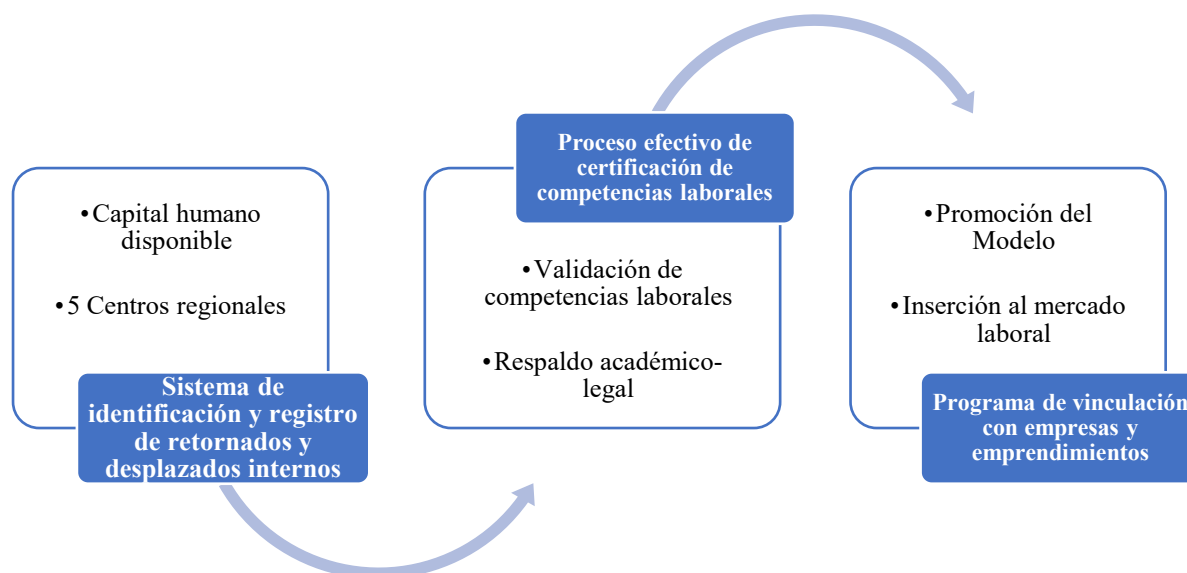 •Capital humano
disponible
•5 Centros regionales
Sistema de
identificación y registro
de retornados y
desplazados internos
Proceso efectivo de
certificación de
competencias laborales
•Validación de
competencias laborales
•Respaldo académico-
legal
•Promoción del
Modelo
•Inserción al mercado
laboral
Programa de vinculación
con empresas y
emprendimientos